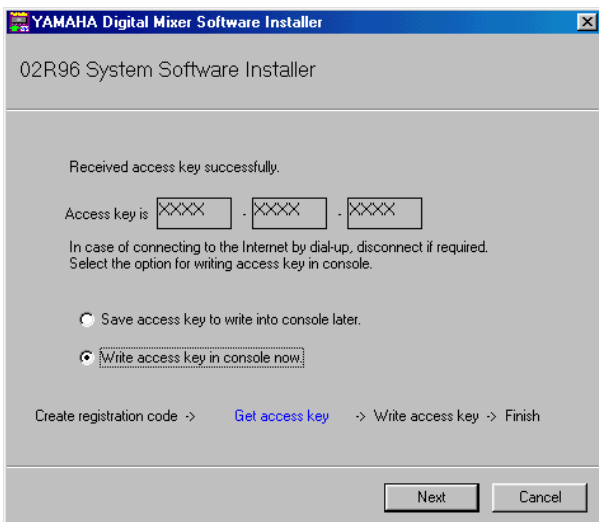 YAMAHA Digital Mixer Software Installer
02R96 System Software Installer
Received access key successfully.
Access key is XXXX - XXXX - XXXX
In case of connecting to the Internet by dial-up, disconnect if required.
Select the option for writing access key in console.
Save access key to write into console later.
Write access key in console now.
Create registration code -> Get access key -> Write access key -> Finish
Next Cancel